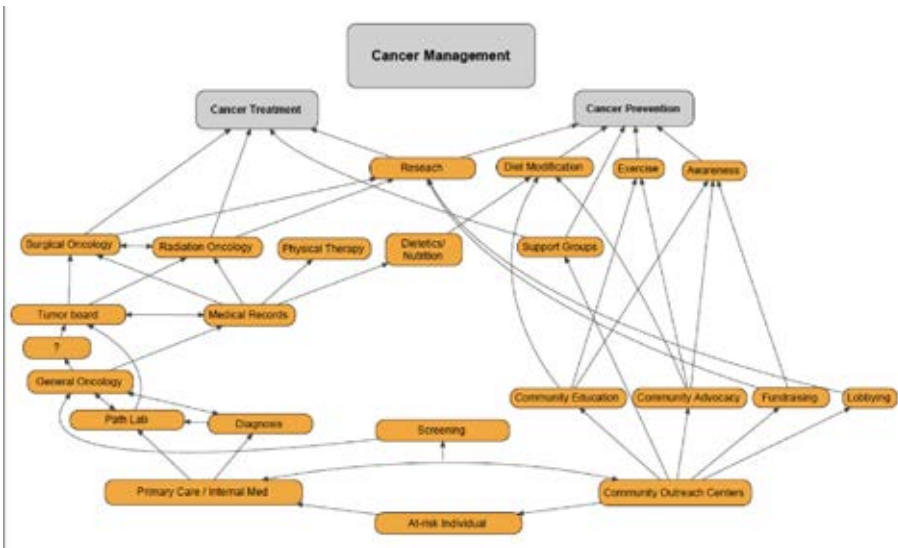 Cancer Management
Cancer Treatment
Cancer Prevention
Reseach
Diet Modification
Exercise
Awareness
Surgical Oncology
Radiation Oncology
Physical Therapy
Dietetics/
Nutrition
Support Groups
Tumor board
Medical Records
?
General Oncology
Community Education
Community Advocacy
Fundraising
Lobbying
Path Lab
Diagnosis
Screening
Primary Care / Internal Med
Community Outreach Centers
At-risk Individual